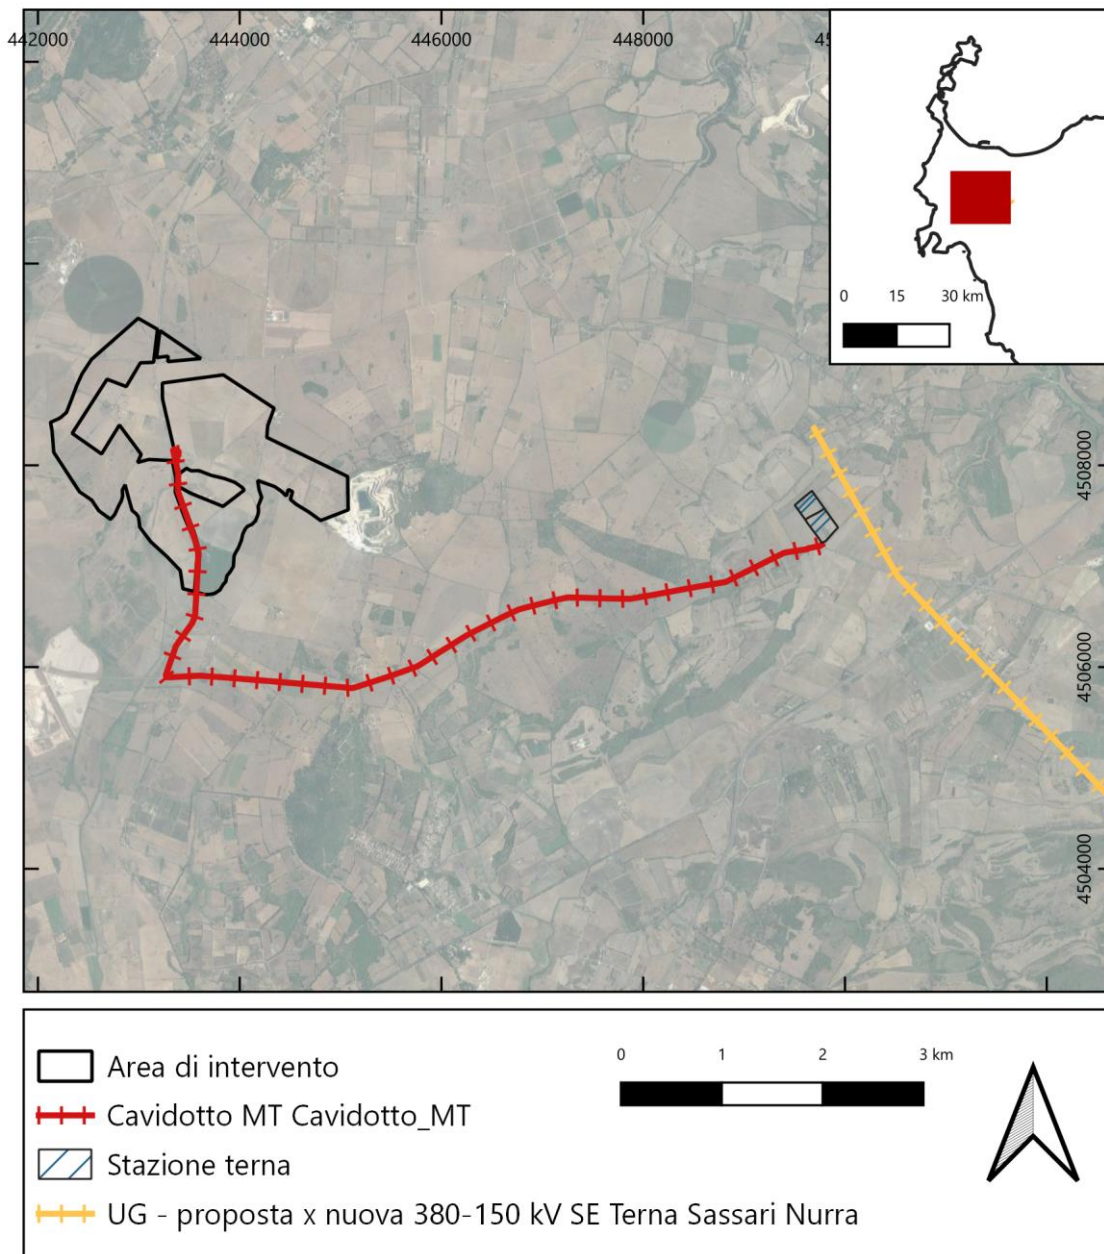 442000
444000
446000
448000
0
15
30 km
4508000
4506000
4504000
Area di intervento
Cavidotto MT Cavidotto_MT
Stazione terna
UG - proposta x nuova 380-150 kV SE Terna Sassari Nurra
0
1
2
3 km